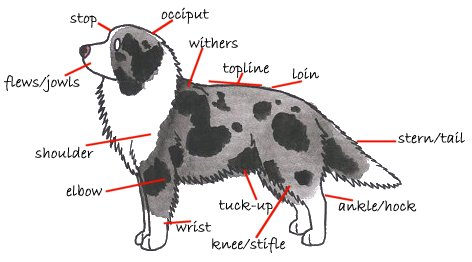 occiput
stop
withers
topline
loin
flews/jowls
stern/tail
shoulder
elbow
tuck-up
ankle/hock
wrist
knee/stifle